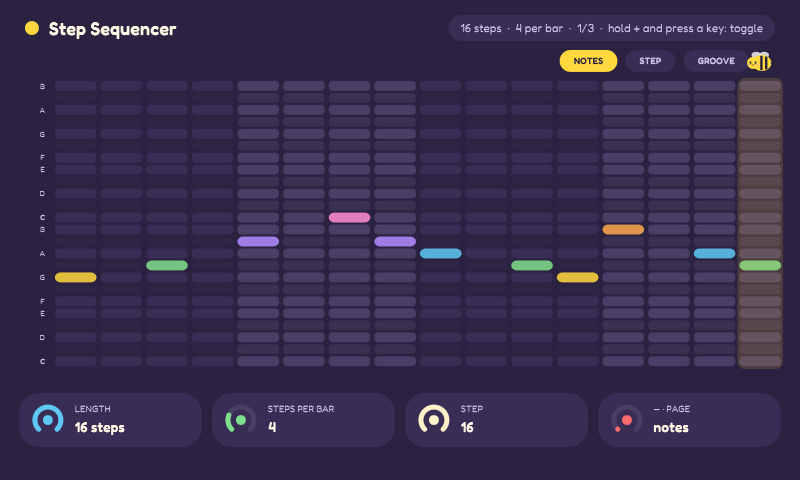 Step Sequencer
16 steps · 4 per bar · 1/3 · hold + and press a key: toggle
NOTES STEP GROOVE
B
A
G
F
E
D
C
B
A
G
F
E
D
C
LENGTH
16 steps
STEPS PER BAR
4
STEP
16
— · PAGE
notes